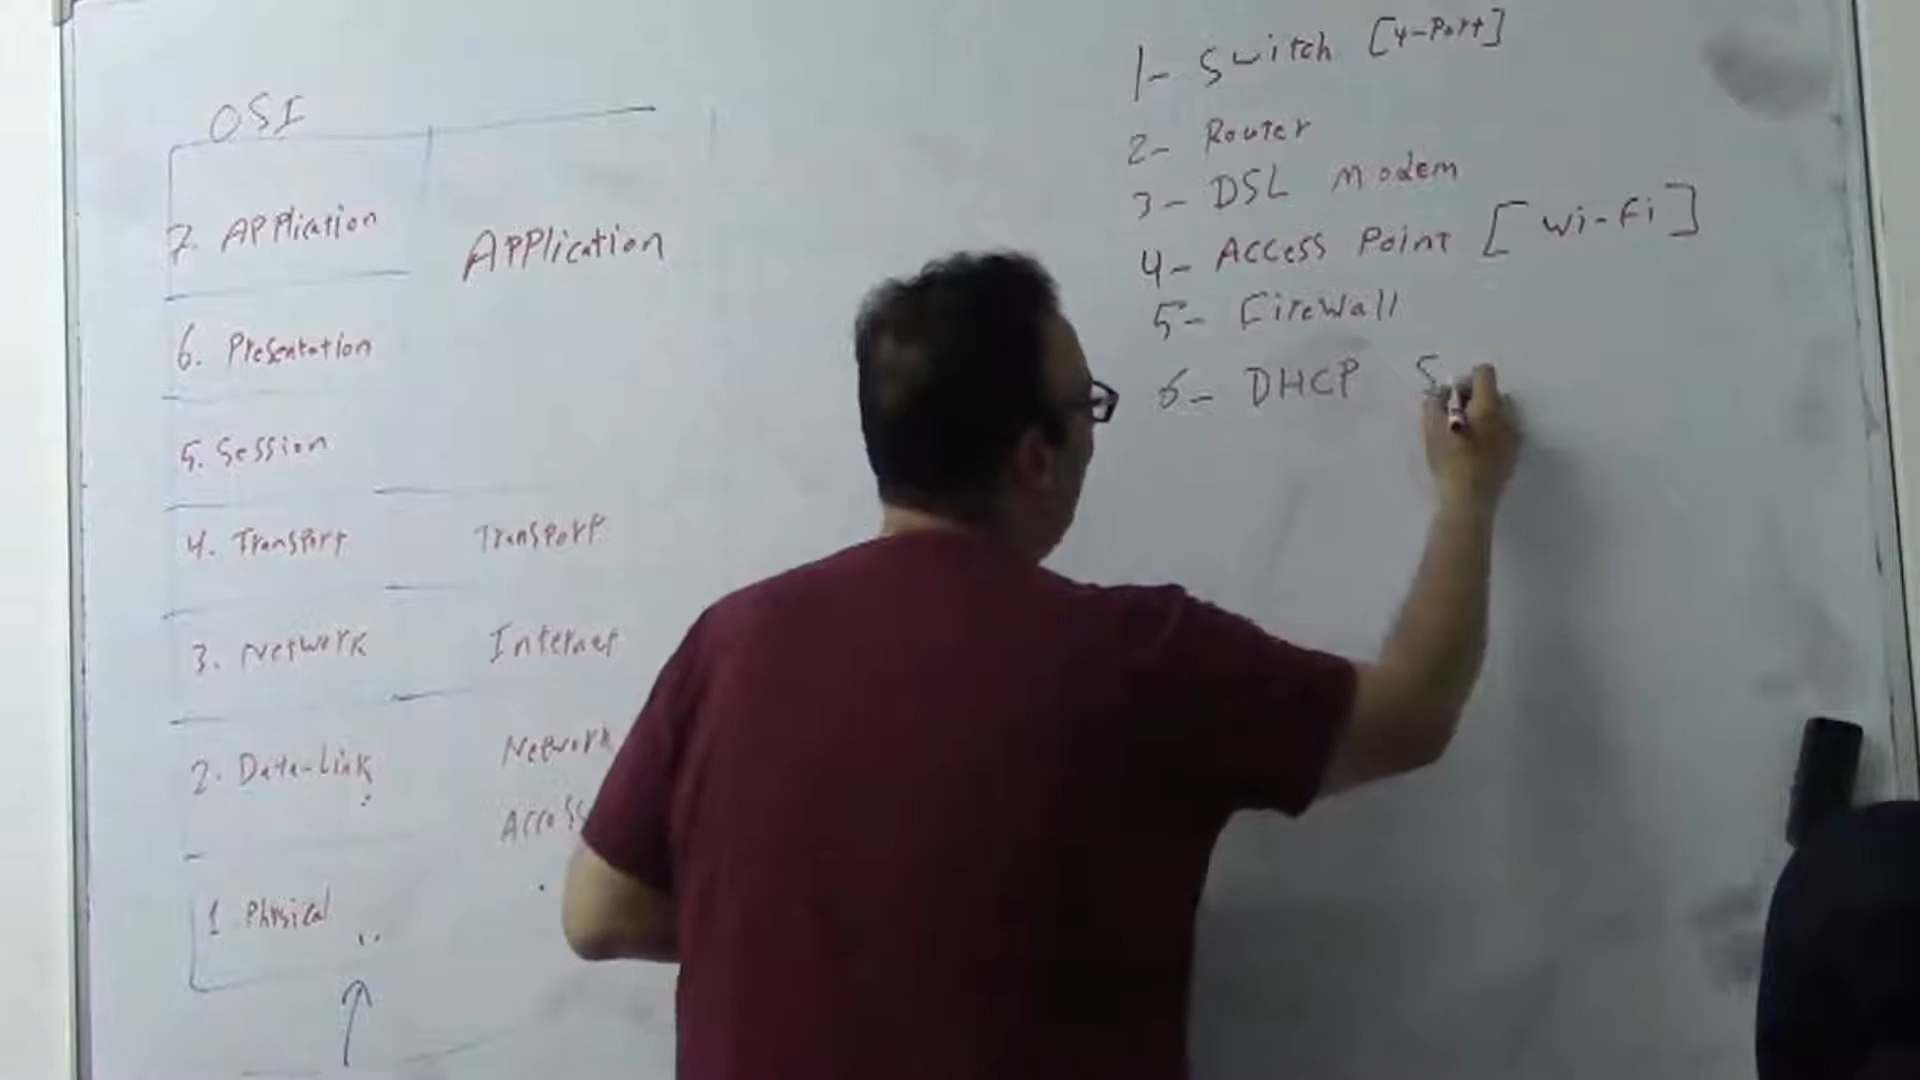 OSI
7. Application
6. Presentation
5. Session
4. Transport
3. Network
2. Data-Link
1 Physical
Application
Transport
Internet
Network
Access
1- Switch [4-Port]
2- Router
3- DSL Modem
4- Access Point [Wi-Fi]
5- FireWall
6- DHCP S